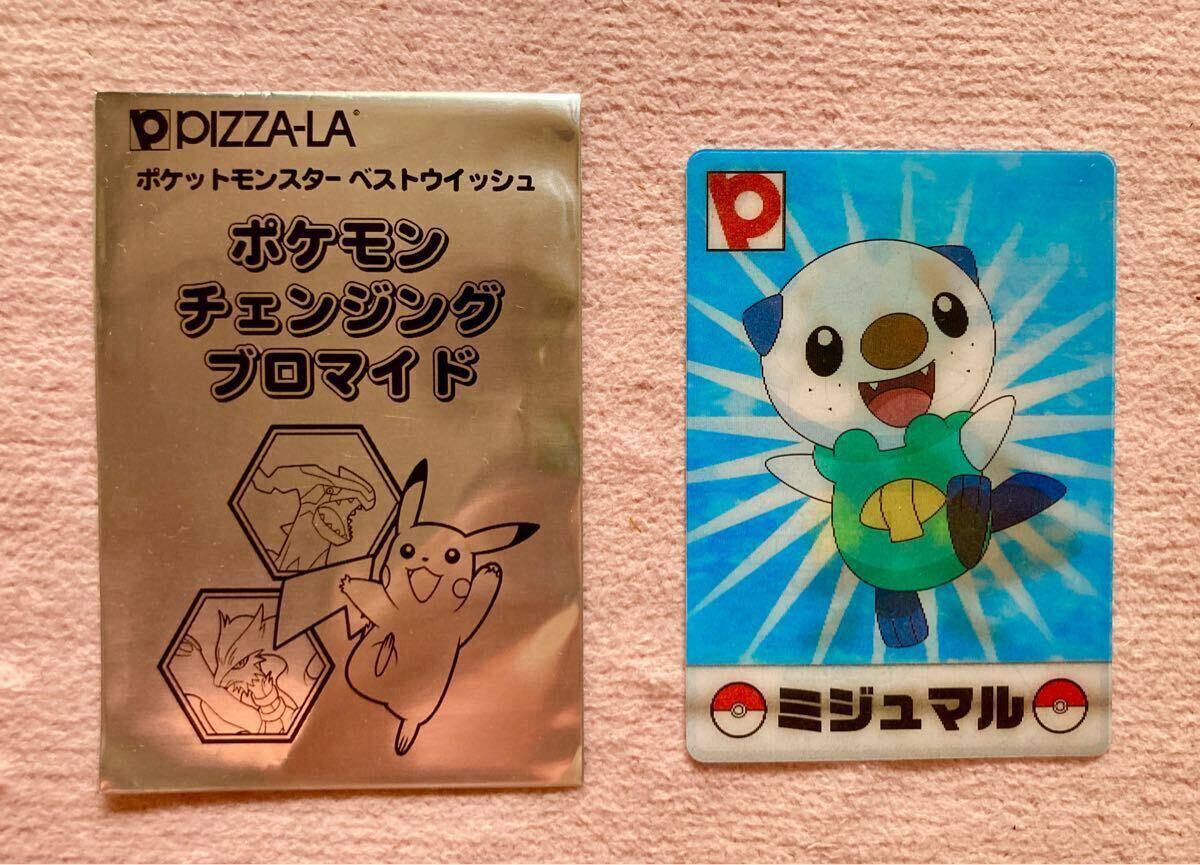 p PIZZA-LA®
ポケットモンスター ベストウイッシュ
ポケモン
チェンジング
ブロマイド
p
ミジュマル